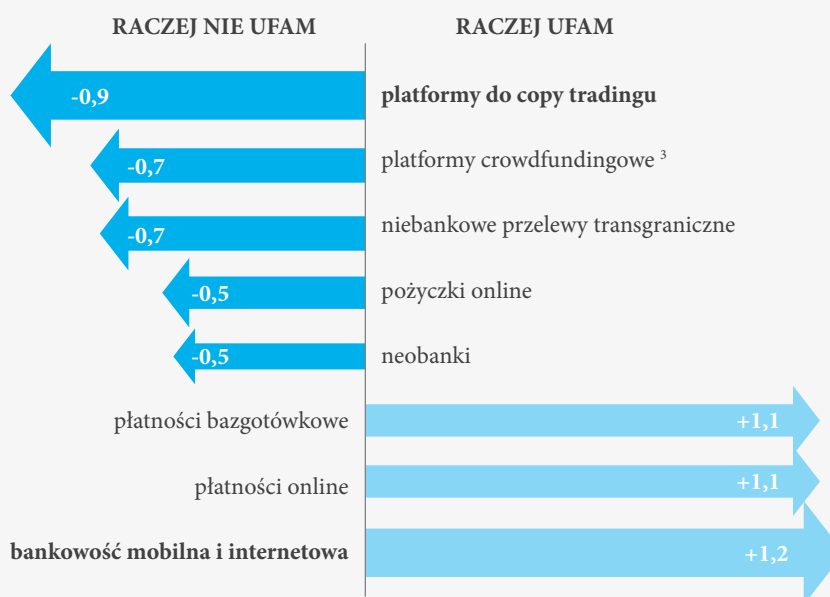 RACZEJ NIE UFAM RACZEJ UFAM
-0,9 platformy do copy tradingu
-0,7 platformy crowdfundingowe ³
-0,7 niebankowe przelewy transgraniczne
-0,5 pożyczki online
-0,5 neobanki
płatności bazgotówkowe +1,1
płatności online +1,1
bankowość mobilna i internetowa +1,2